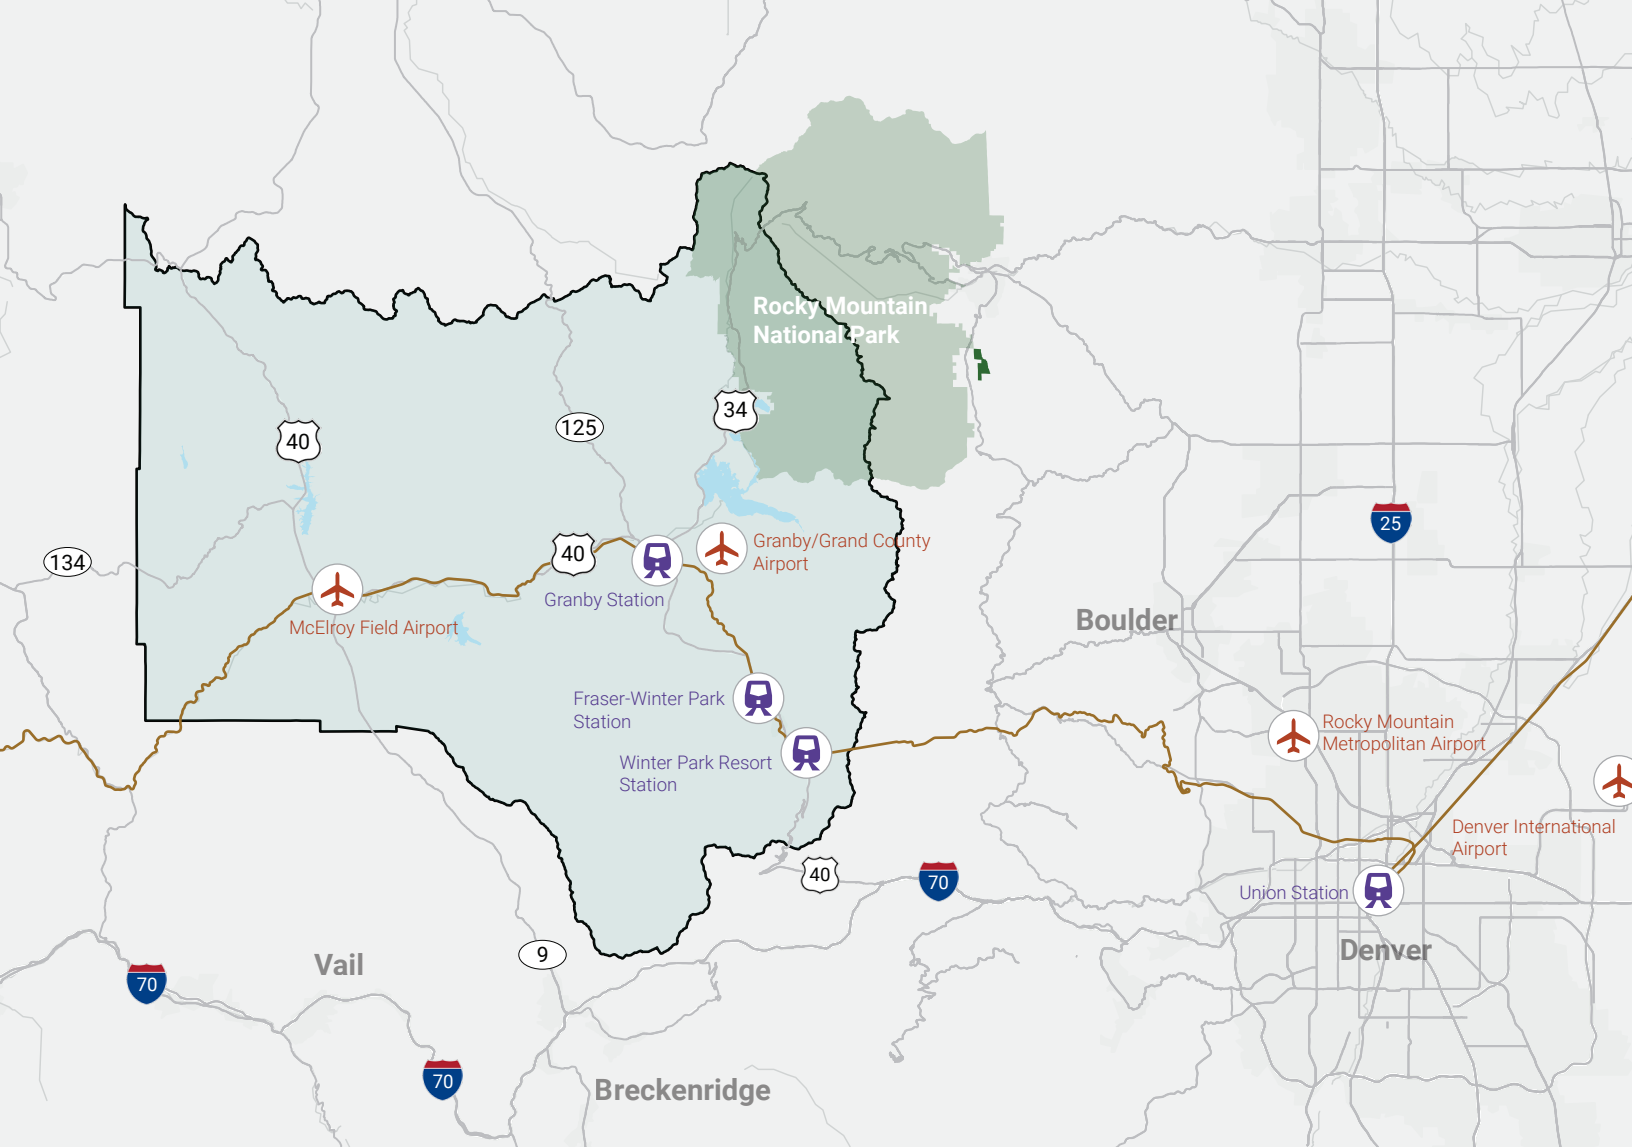 Rocky Mountain
National Park
34
40
125
25
134
40
Granby/Grand County
Airport
Granby Station
McElroy Field Airport
Boulder
Fraser-Winter Park
Station
Rocky Mountain
Metropolitan Airport
Winter Park Resort
Station
Denver International
Airport
40
70
Union Station
Denver
9
Vail
70
70
Breckenridge